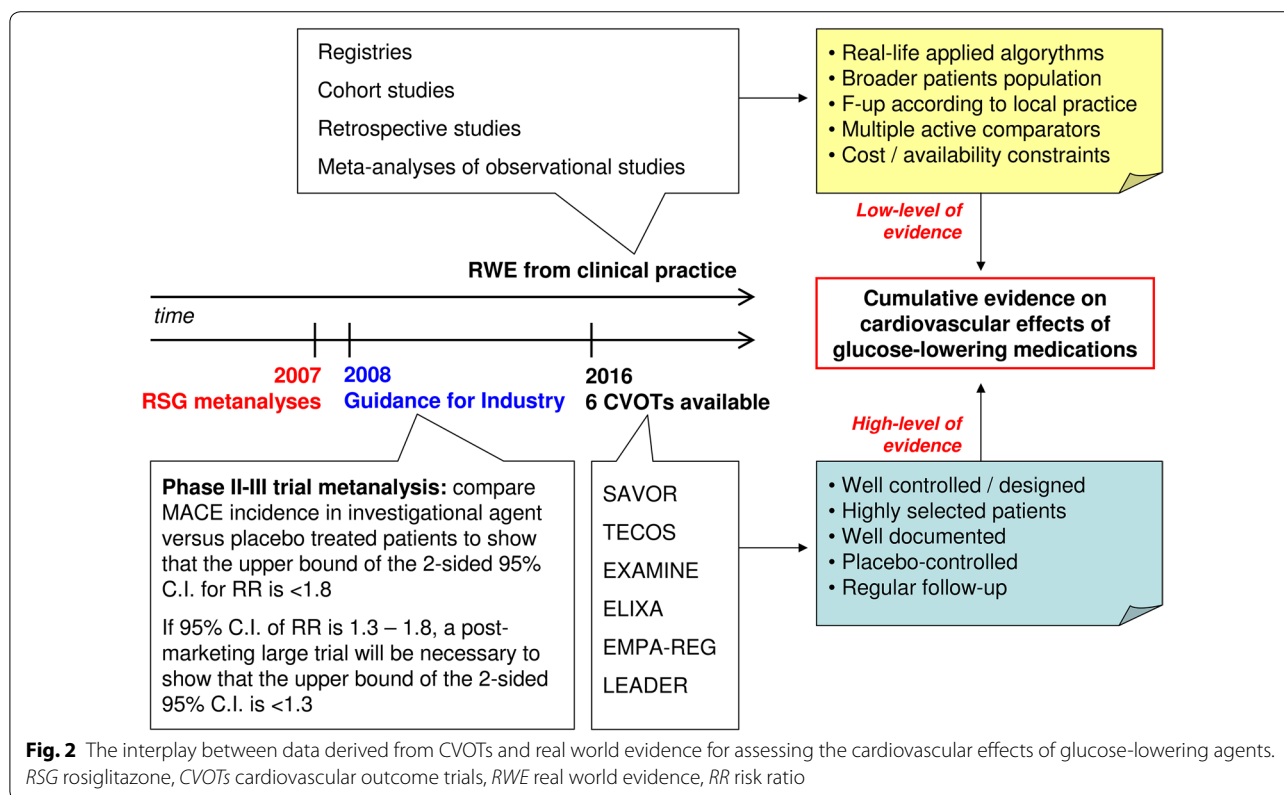 Registries
Cohort studies
Retrospective studies
Meta-analyses of observational studies
• Real-life applied algorythms
• Broader patients population
• F-up according to local practice
• Multiple active comparators
• Cost / availability constraints
Low-level of
evidence
RWE from clinical practice
time
Cumulative evidence on
cardiovascular effects of
glucose-lowering medications
2007
RSG metanalyses
2008
Guidance for Industry
2016
6 CVOTs available
High-level of
evidence
Phase II-III trial metanalysis: compare
MACE incidence in investigational agent
versus placebo treated patients to show
that the upper bound of the 2-sided 95%
C.I. for RR is <1.8
If 95% C.I. of RR is 1.3 – 1.8, a post-
marketing large trial will be necessary to
show that the upper bound of the 2-sided
95% C.I. is <1.3
SAVOR
TECOS
EXAMINE
ELIXA
EMPA-REG
LEADER
• Well controlled / designed
• Highly selected patients
• Well documented
• Placebo-controlled
• Regular follow-up
Fig. 2 The interplay between data derived from CVOTs and real world evidence for assessing the cardiovascular effects of glucose-lowering agents.
RSG rosiglitazone, CVOTs cardiovascular outcome trials, RWE real world evidence, RR risk ratio